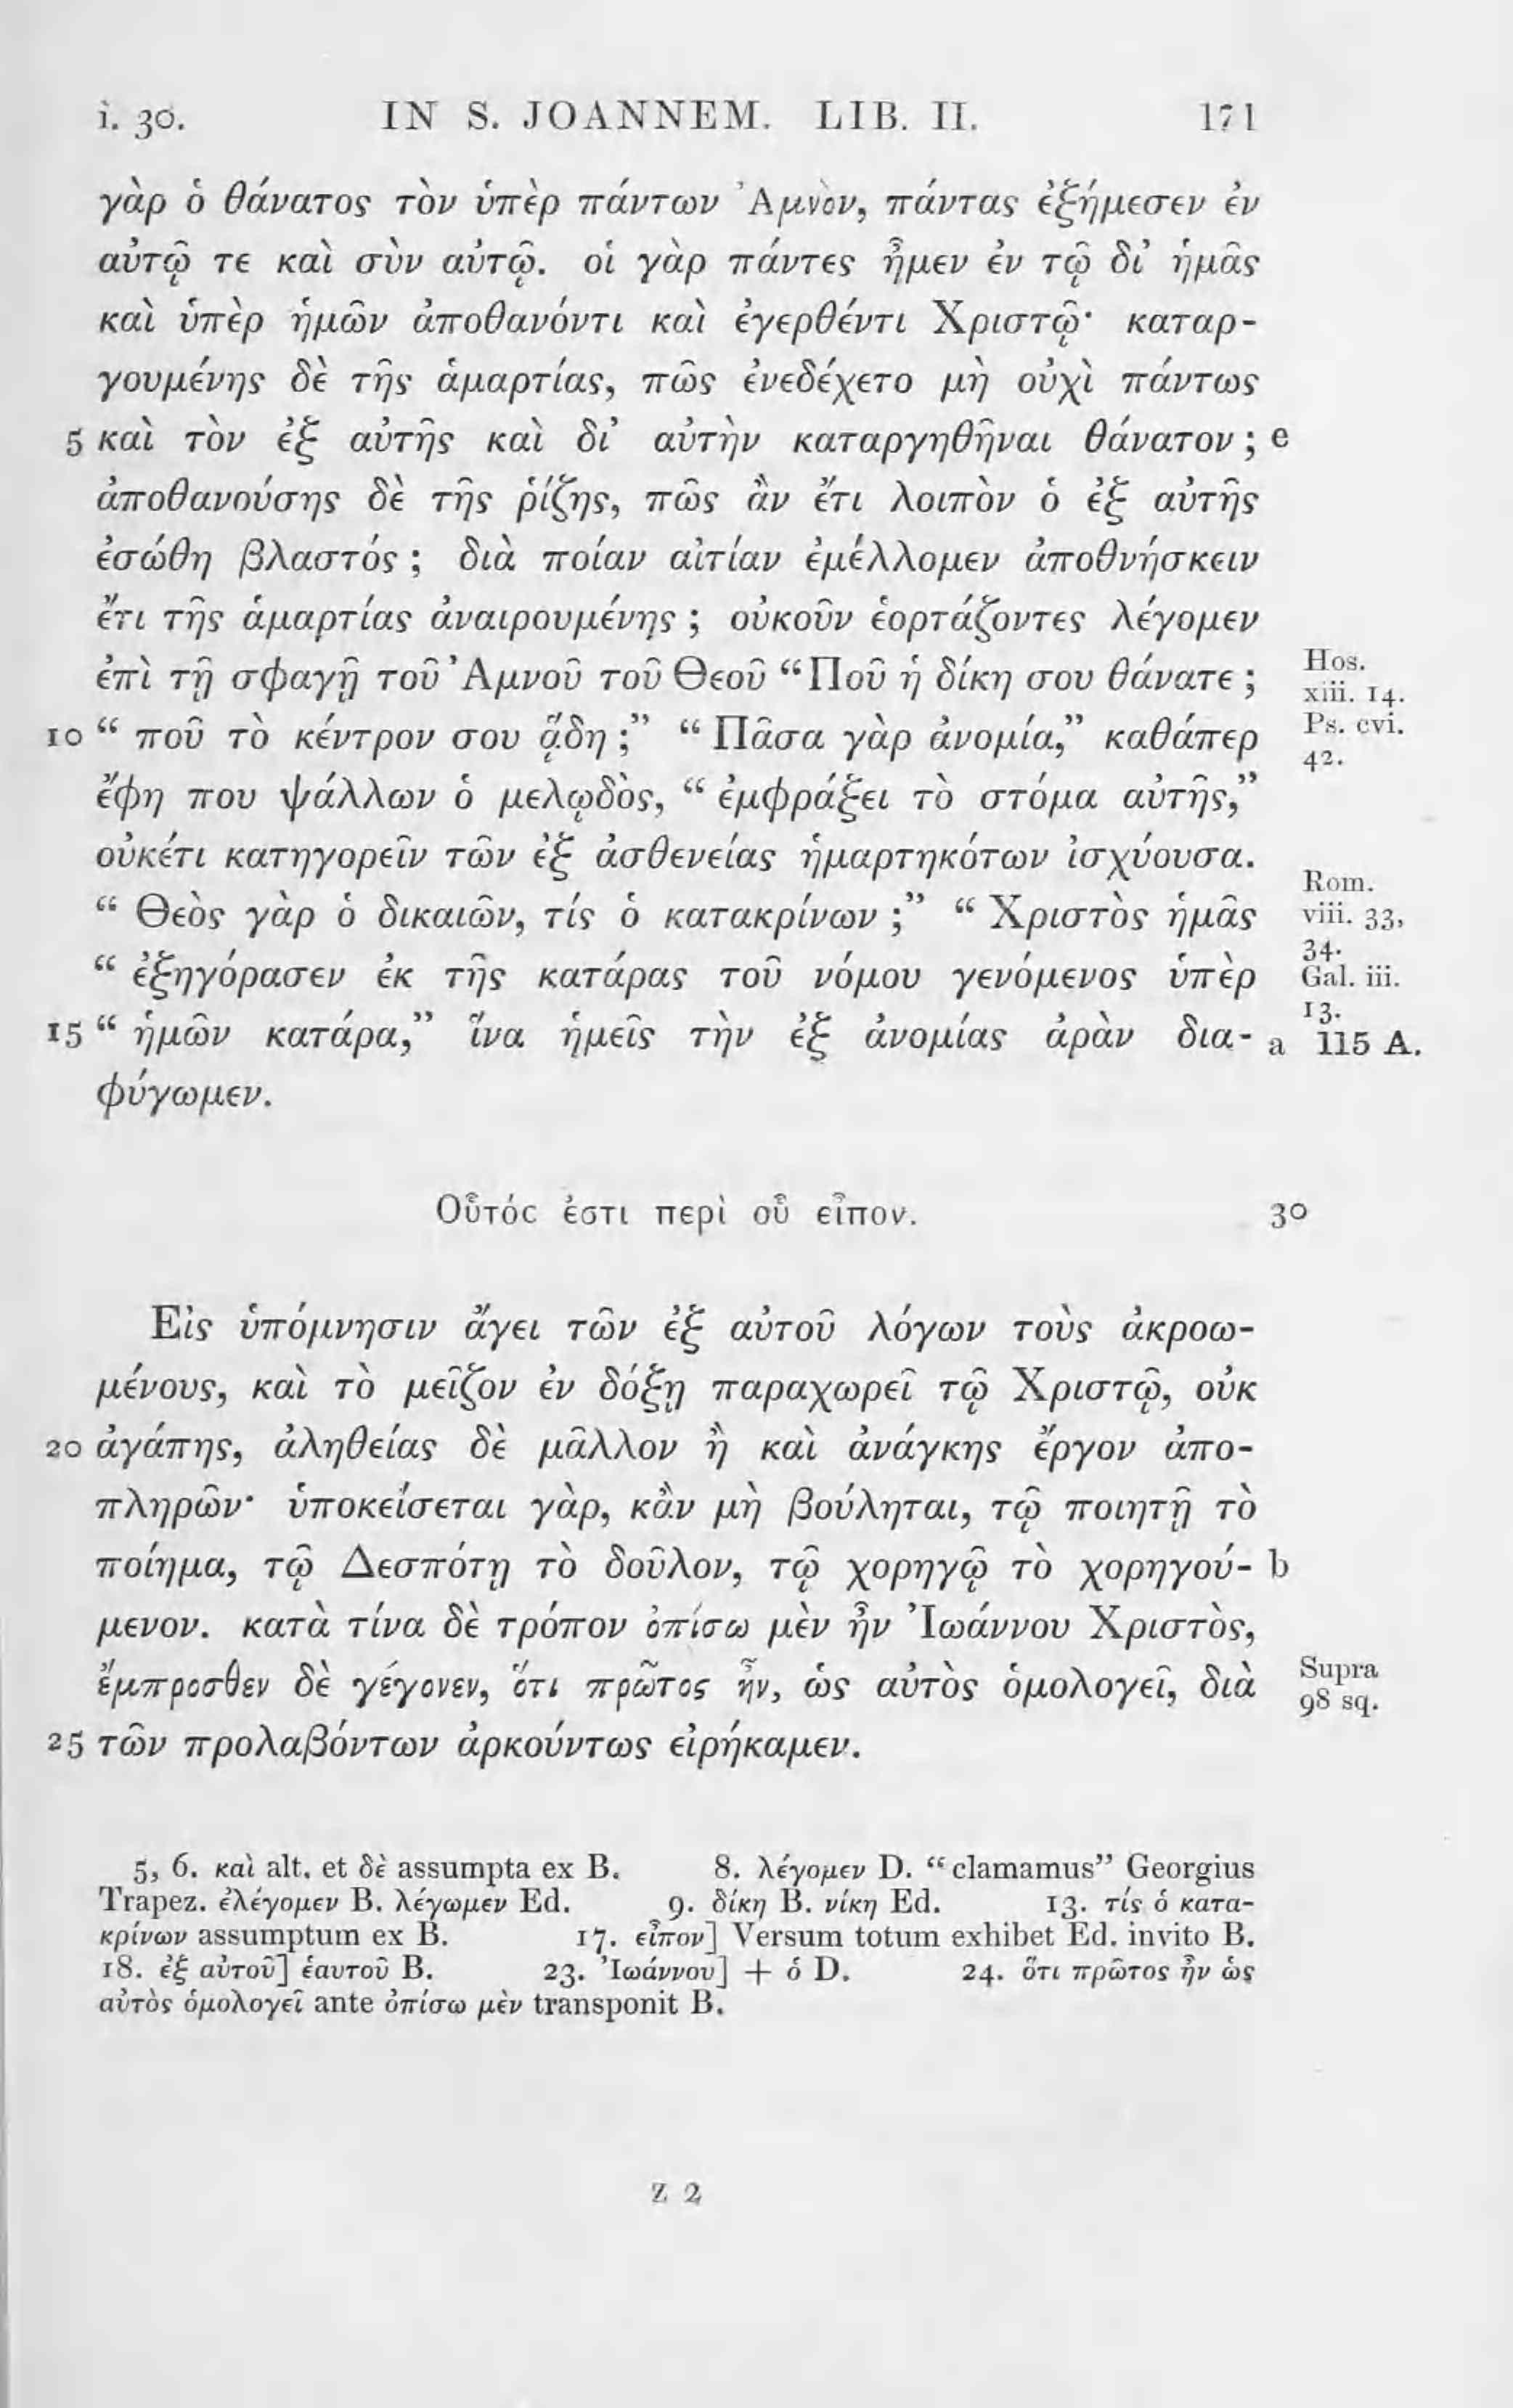 i. 30. IN S. JOANNEM. LIB. II. 171
γὰρ ὁ θάνατος τὸν ὑπὲρ πάντων Ἀμνὸν, πάντας ἐξήμεσεν ἐν
αὐτῷ τε καὶ σὺν αὐτῷ. οἱ γὰρ πάντες ἦμεν ἐν τῷ δι' ἡμᾶς
καὶ ὑπὲρ ἡμῶν ἀποθανόντι καὶ ἐγερθέντι Χριστῷ· καταρ-
γουμένης δὲ τῆς ἁμαρτίας, πῶς ἐνεδέχετο μὴ οὐχὶ πάντως
5 καὶ τὸν ἐξ αὐτῆς καὶ δι' αὐτὴν καταργηθῆναι θάνατον ; e
ἀποθανούσης δὲ τῆς ῥίζης, πῶς ἂν ἔτι λοιπὸν ὁ ἐξ αὐτῆς
ἐσώθη βλαστός ; διὰ ποίαν αἰτίαν ἐμέλλομεν ἀποθνήσκειν
ἔτι τῆς ἁμαρτίας ἀναιρουμένης ; οὐκοῦν ἑορτάζοντες λέγομεν
ἐπὶ τῇ σφαγῇ τοῦ Ἀμνοῦ τοῦ Θεοῦ “Ποῦ ἡ δίκη σου θάνατε ; Hos. xiii. 14.
10 “ ποῦ τὸ κέντρον σου ᾅδη ;” “ Πᾶσα γὰρ ἀνομία,” καθάπερ Ps. cvi. 42.
ἔφη που ψάλλων ὁ μελῳδὸς, “ ἐμφράξει τὸ στόμα αὐτῆς,”
οὐκέτι κατηγορεῖν τῶν ἐξ ἀσθενείας ἡμαρτηκότων ἰσχύουσα.
“ Θεὸς γὰρ ὁ δικαιῶν, τίς ὁ κατακρίνων ;” “ Χριστὸς ἡμᾶς Rom. viii. 33, 34.
“ ἐξηγόρασεν ἐκ τῆς κατάρας τοῦ νόμου γενόμενος ὑπὲρ Gal. iii. 13.
15 “ ἡμῶν κατάρα,” ἵνα ἡμεῖς τὴν ἐξ ἀνομίας ἀρὰν δια- a 115 A.
φύγωμεν.
Οὗτός ἐστι περὶ οὗ εἶπον. 30
Εἰς ὑπόμνησιν ἄγει τῶν ἐξ αὐτοῦ λόγων τοὺς ἀκροω-
μένους, καὶ τὸ μεῖζον ἐν δόξῃ παραχωρεῖ τῷ Χριστῷ, οὐκ
20 ἀγάπης, ἀληθείας δὲ μᾶλλον ἢ καὶ ἀνάγκης ἔργον ἀπο-
πληρῶν· ὑποκείσεται γὰρ, κἂν μὴ βούληται, τῷ ποιητῇ τὸ
ποίημα, τῷ Δεσπότῃ τὸ δοῦλον, τῷ χορηγῷ τὸ χορηγού- b
μενον. κατὰ τίνα δὲ τρόπον ὀπίσω μὲν ἦν Ἰωάννου Χριστὸς,
ἔμπροσθεν δὲ γέγονεν, ὅτι πρῶτος ἦν, ὡς αὐτὸς ὁμολογεῖ, διὰ Supra 98 sq.
25 τῶν προλαβόντων ἀρκούντως εἰρήκαμεν.
5, 6. καὶ alt. et δὲ assumpta ex B. 8. λέγομεν D. “clamamus” Georgius
Trapez. ἐλέγομεν B. λέγωμεν Ed. 9. δίκη B. νίκη Ed. 13. τίς ὁ κατα-
κρίνων assumptum ex B. 17. εἶπον] Versum totum exhibet Ed. invito B.
18. ἐξ αὐτοῦ] ἑαυτοῦ B. 23. Ἰωάννου] + ὁ D. 24. ὅτι πρῶτος ἦν ὡς
αὐτὸς ὁμολογεῖ ante ὀπίσω μὲν transponit B.
Z 2